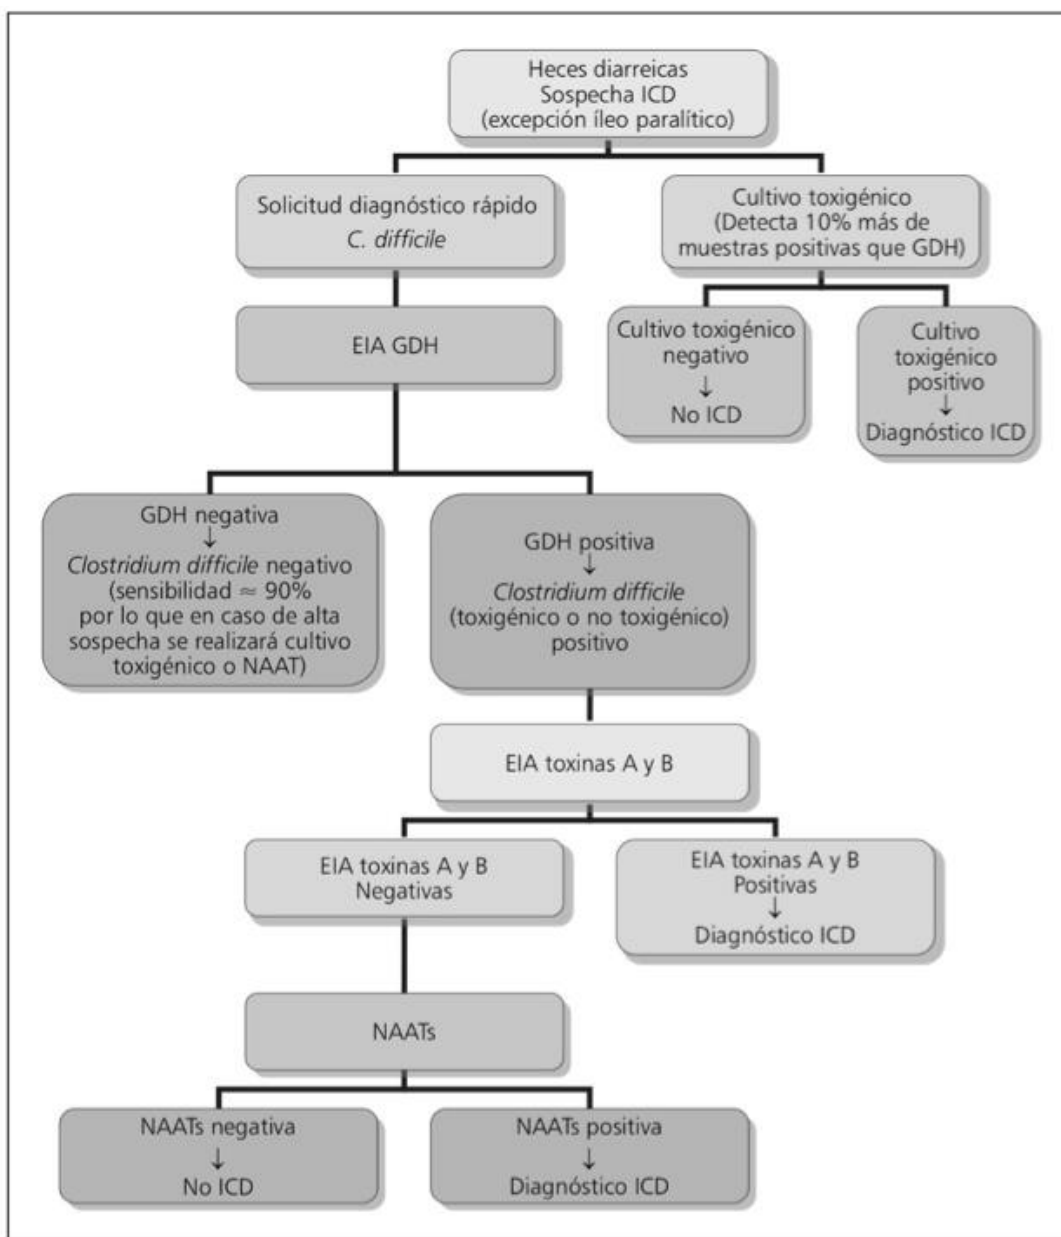 Heces diarreicas
Sospecha ICD
(excepción íleo paralítico)
Solicitud diagnóstico rápido
C. difficile
Cultivo toxigénico
(Detecta 10% más de
muestras positivas que GDH)
EIA GDH
Cultivo toxigénico
negativo
↓
No ICD
Cultivo
toxigénico
positivo
↓
Diagnóstico ICD
GDH negativa
↓
Clostridium difficile negativo
(sensibilidad ≈ 90%
por lo que en caso de alta
sospecha se realizará cultivo
toxigénico o NAAT)
GDH positiva
↓
Clostridium difficile
(toxigénico o no toxigénico)
positivo
EIA toxinas A y B
EIA toxinas A y B
Negativas
EIA toxinas A y B
Positivas
↓
Diagnóstico ICD
NAATs
NAATs negativa
↓
No ICD
NAATs positiva
↓
Diagnóstico ICD